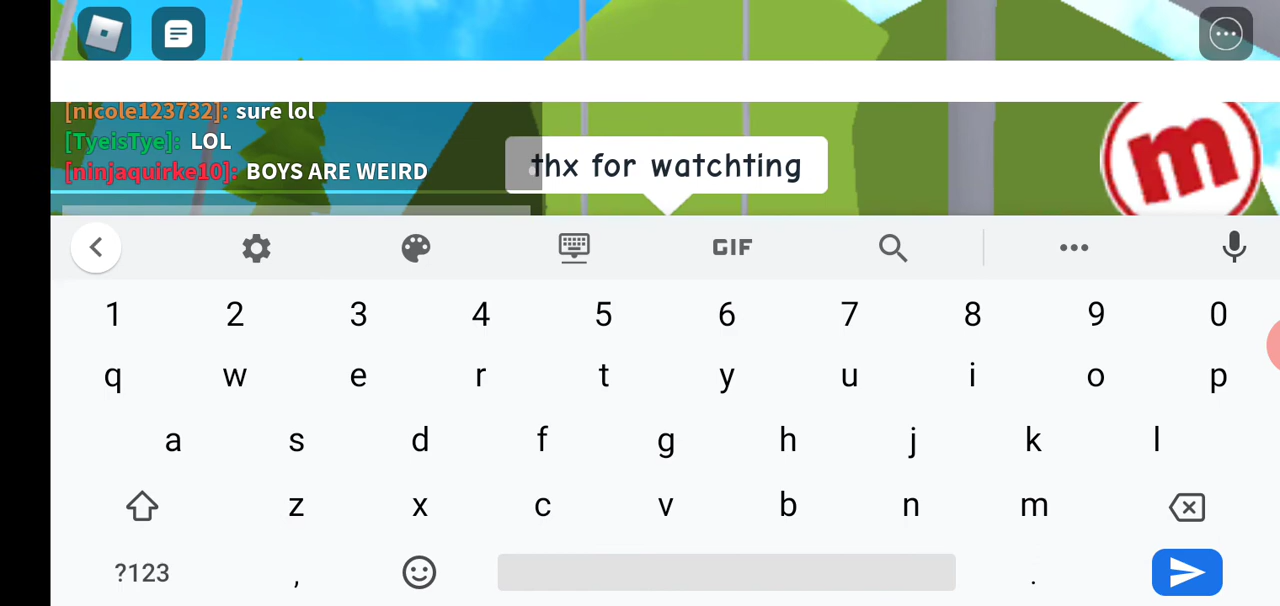 [nicole123732]: sure lol
[TyeisTye]: LOL
[ninjaquirke10]: BOYS ARE WEIRD
thx for watchting
m
GIF
1 2 3 4 5 6 7 8 9 0
q w e r t y u i o p
a s d f g h j k l
z x c v b n m
?123 , .